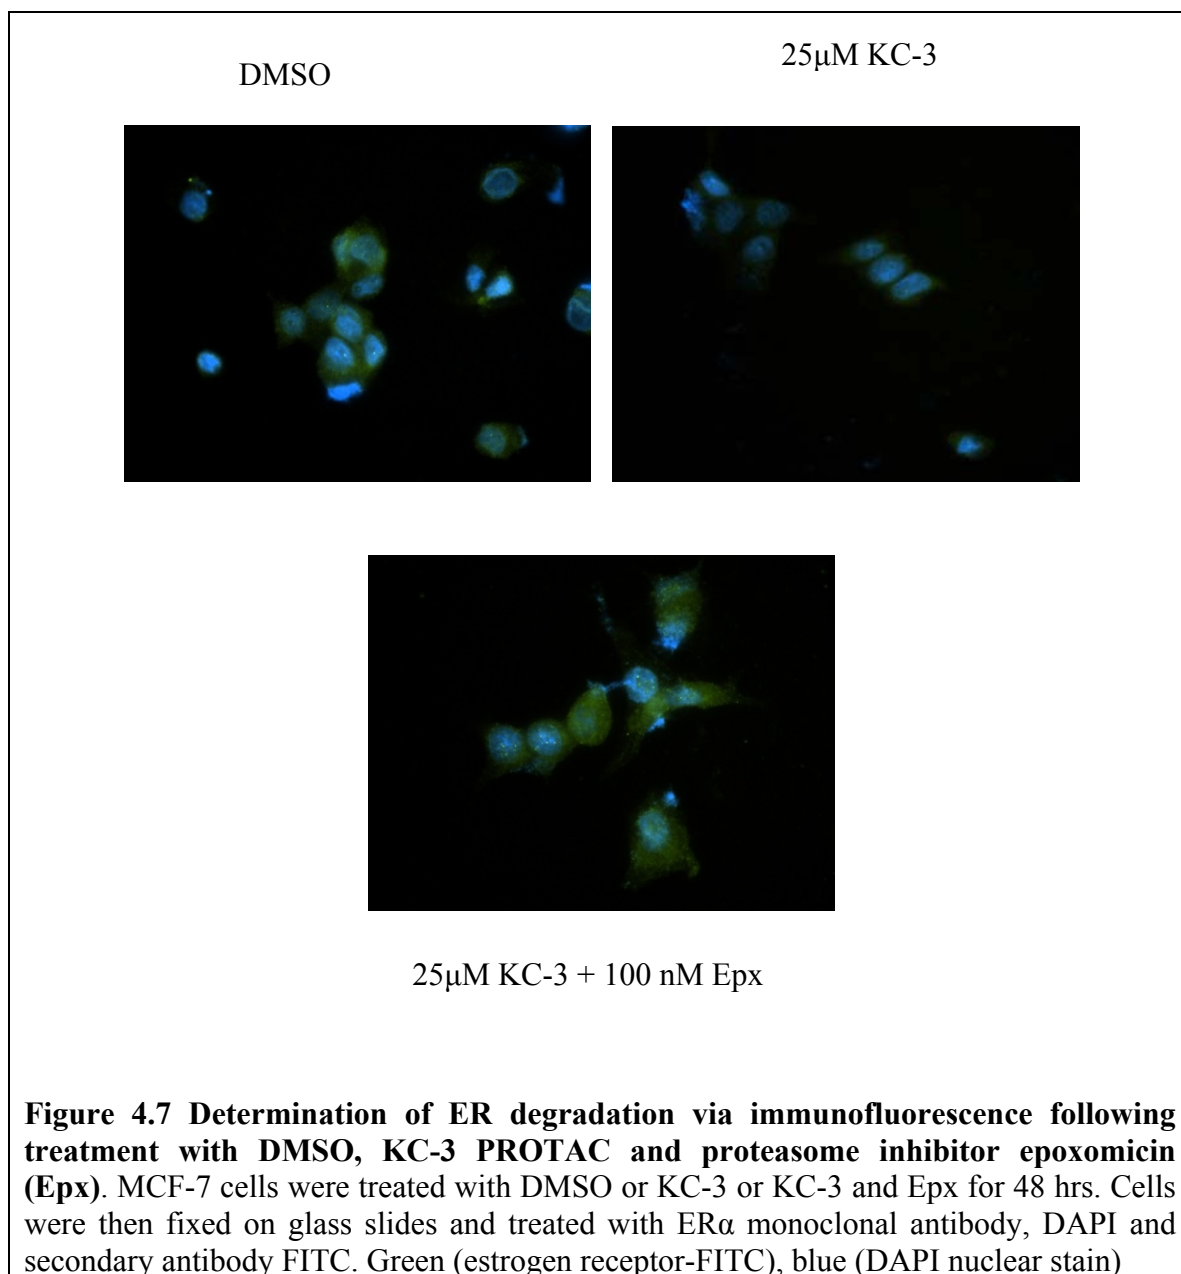 DMSO
25μM KC-3
25μM KC-3 + 100 nM Epx
Figure 4.7 Determination of ER degradation via immunofluorescence following
treatment with DMSO, KC-3 PROTAC and proteasome inhibitor epoxomicin
(Epx). MCF-7 cells were treated with DMSO or KC-3 or KC-3 and Epx for 48 hrs. Cells
were then fixed on glass slides and treated with ERα monoclonal antibody, DAPI and
secondary antibody FITC. Green (estrogen receptor-FITC), blue (DAPI nuclear stain)